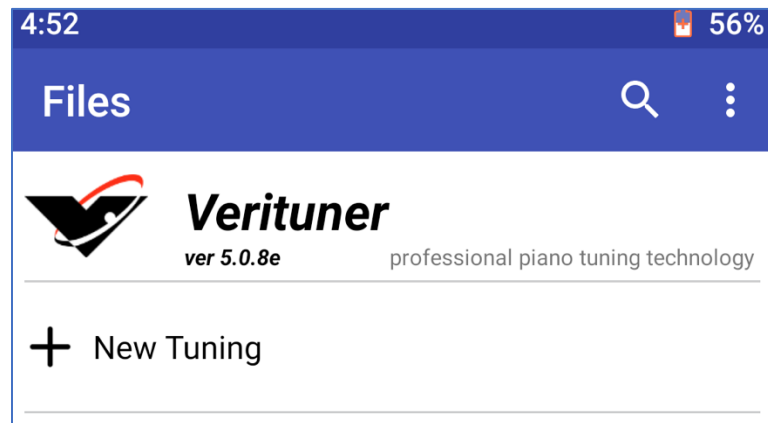 4:52 56%
Files
Verituner
ver 5.0.8e professional piano tuning technology
New Tuning